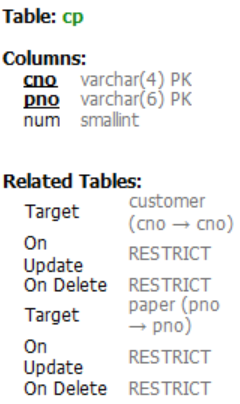 Table: cp
Columns:
cno varchar(4) PK
pno varchar(6) PK
num smallint
Related Tables:
Target customer (cno → cno)
On Update RESTRICT
On Delete RESTRICT
Target paper (pno → pno)
On Update RESTRICT
On Delete RESTRICT